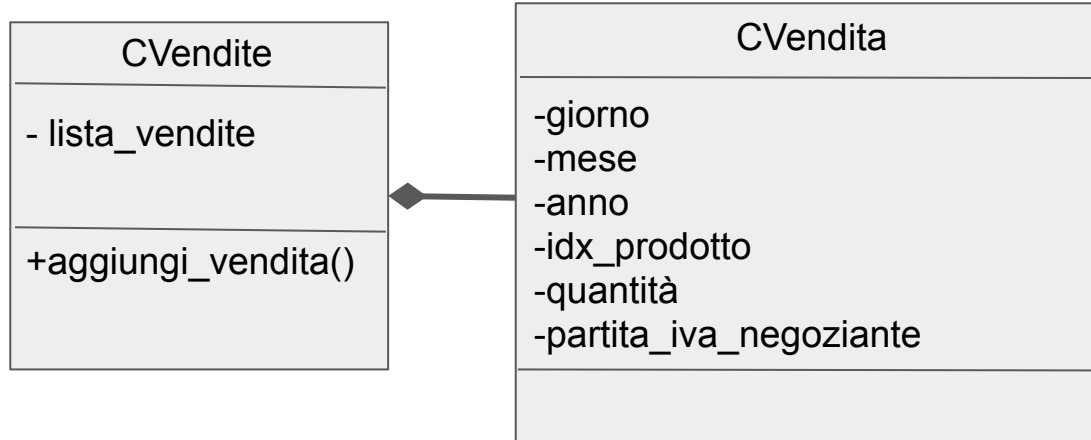 CVendite
- lista_vendite
+aggiungi_vendita()
CVendita
-giorno
-mese
-anno
-idx_prodotto
-quantità
-partita_iva_negoziante